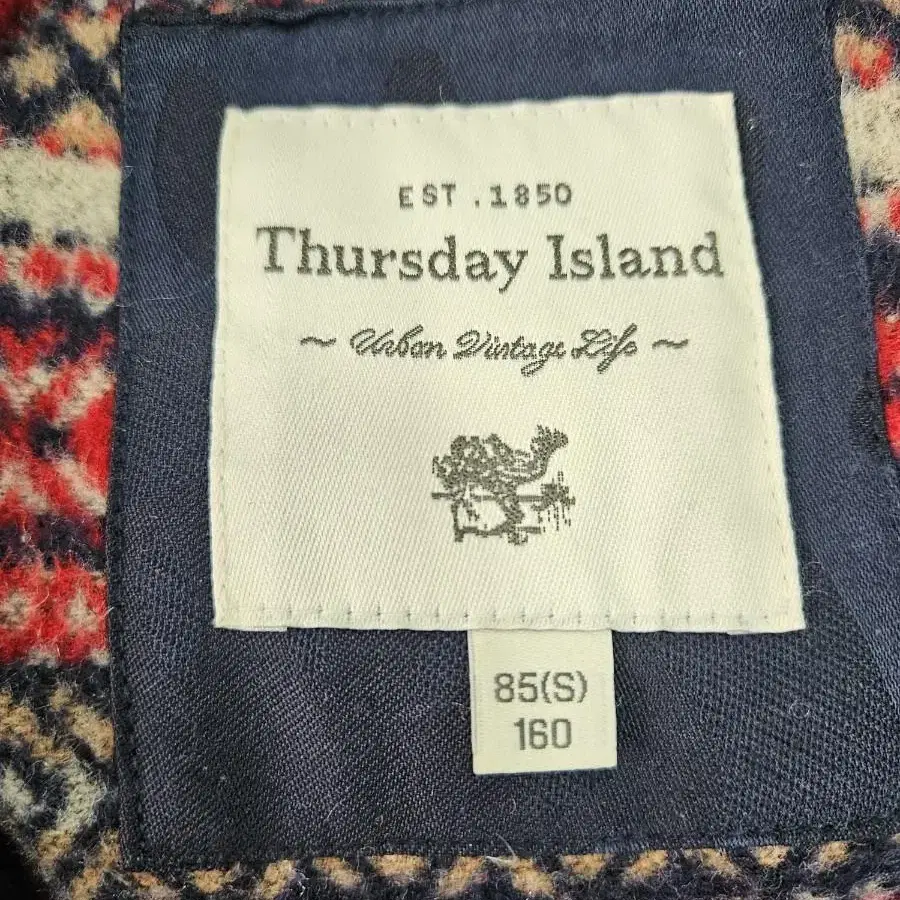 EST .1850
Thursday Island
~ Urban Vintage Life ~
85(S)
160